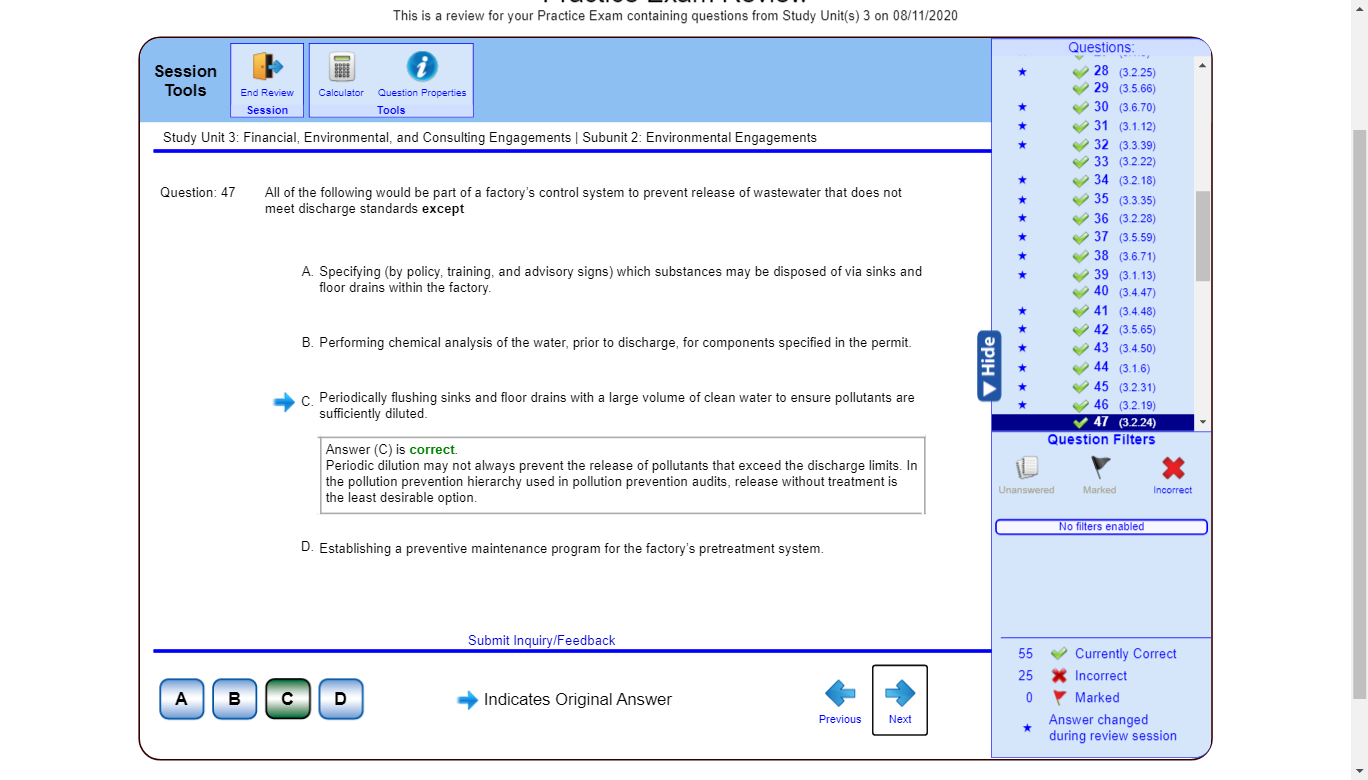 This is a review for your Practice Exam containing questions from Study Unit(s) 3 on 08/11/2020
Session
Tools
End Review
Session
Calculator
Question Properties
Tools
Study Unit 3: Financial, Environmental, and Consulting Engagements | Subunit 2: Environmental Engagements
Question: 47
All of the following would be part of a factory's control system to prevent release of wastewater that does not
meet discharge standards except
A. Specifying (by policy, training, and advisory signs) which substances may be disposed of via sinks and
floor drains within the factory.
B. Performing chemical analysis of the water, prior to discharge, for components specified in the permit.
C. Periodically flushing sinks and floor drains with a large volume of clean water to ensure pollutants are
sufficiently diluted.
Answer (C) is correct.
Periodic dilution may not always prevent the release of pollutants that exceed the discharge limits. In
the pollution prevention hierarchy used in pollution prevention audits, release without treatment is
the least desirable option.
D. Establishing a preventive maintenance program for the factory's pretreatment system.
Submit Inquiry/Feedback
A
B
C
D
Indicates Original Answer
Previous
Next
Hide
Questions:
28 (3.2.25)
29 (3.5.66)
30 (3.6.70)
31 (3.1.12)
32 (3.3.39)
33 (3.2.22)
34 (3.2.18)
35 (3.3.35)
36 (3.2.28)
37 (3.5.59)
38 (3.6.71)
39 (3.1.13)
40 (3.4.47)
41 (3.4.48)
42 (3.5.65)
43 (3.4.50)
44 (3.1.6)
45 (3.2.31)
46 (3.2.19)
47 (3.2.24)
Question Filters
Unanswered
Marked
Incorrect
No filters enabled
55 Currently Correct
25 Incorrect
0 Marked
Answer changed
during review session